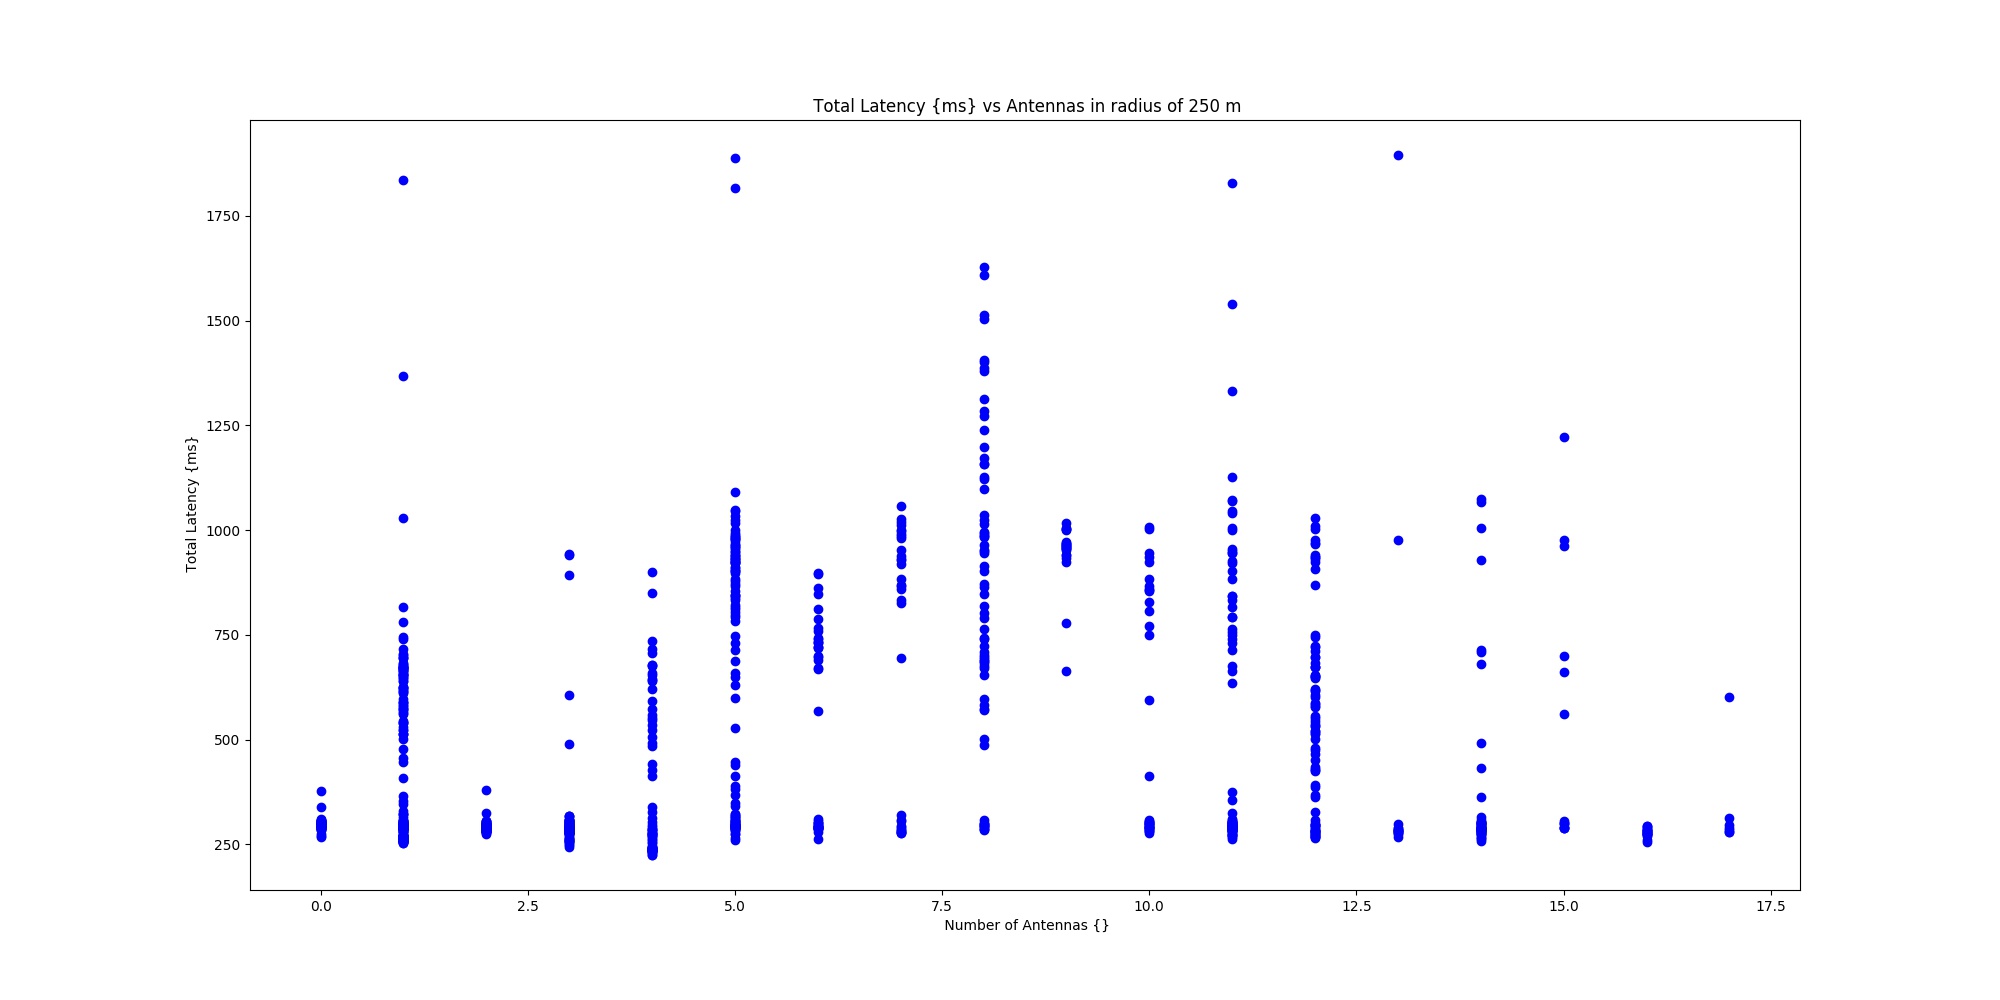 Total Latency {ms} vs Antennas in radius of 250 m
Total Latency {ms}
1750
1500
1250
1000
750
500
250
0.0 2.5 5.0 7.5 10.0 12.5 15.0 17.5
Number of Antennas {}